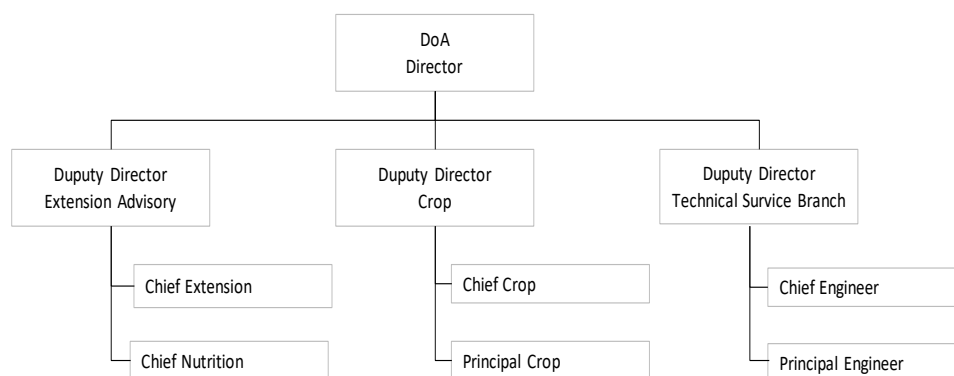 DoA
Director
Duputy Director
Extension Advisory
Duputy Director
Crop
Duputy Director
Technical Survice Branch
Chief Extension
Chief Nutrition
Chief Crop
Principal Crop
Chief Engineer
Principal Engineer